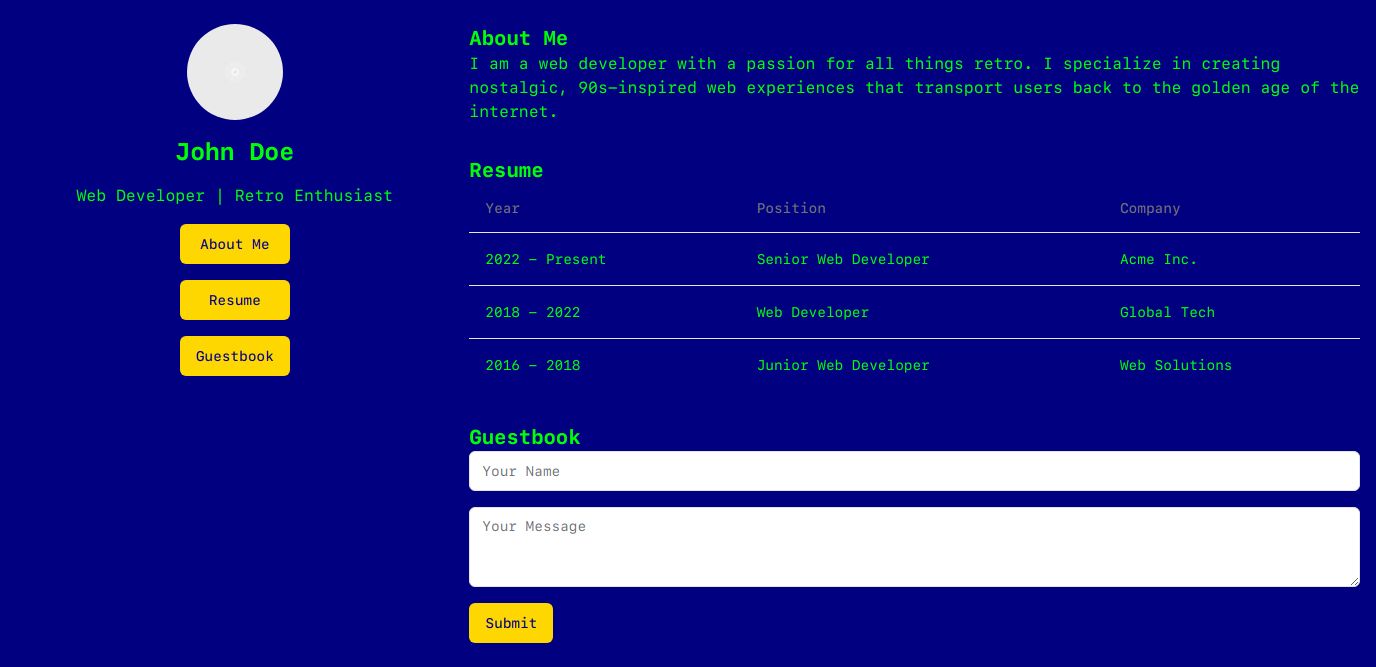 John Doe
Web Developer | Retro Enthusiast
About Me
Resume
Guestbook
About Me
I am a web developer with a passion for all things retro. I specialize in creating
nostalgic, 90s-inspired web experiences that transport users back to the golden age of the
internet.
Resume
Year Position Company
2022 - Present Senior Web Developer Acme Inc.
2018 - 2022 Web Developer Global Tech
2016 - 2018 Junior Web Developer Web Solutions
Guestbook
Your Name
Your Message
Submit